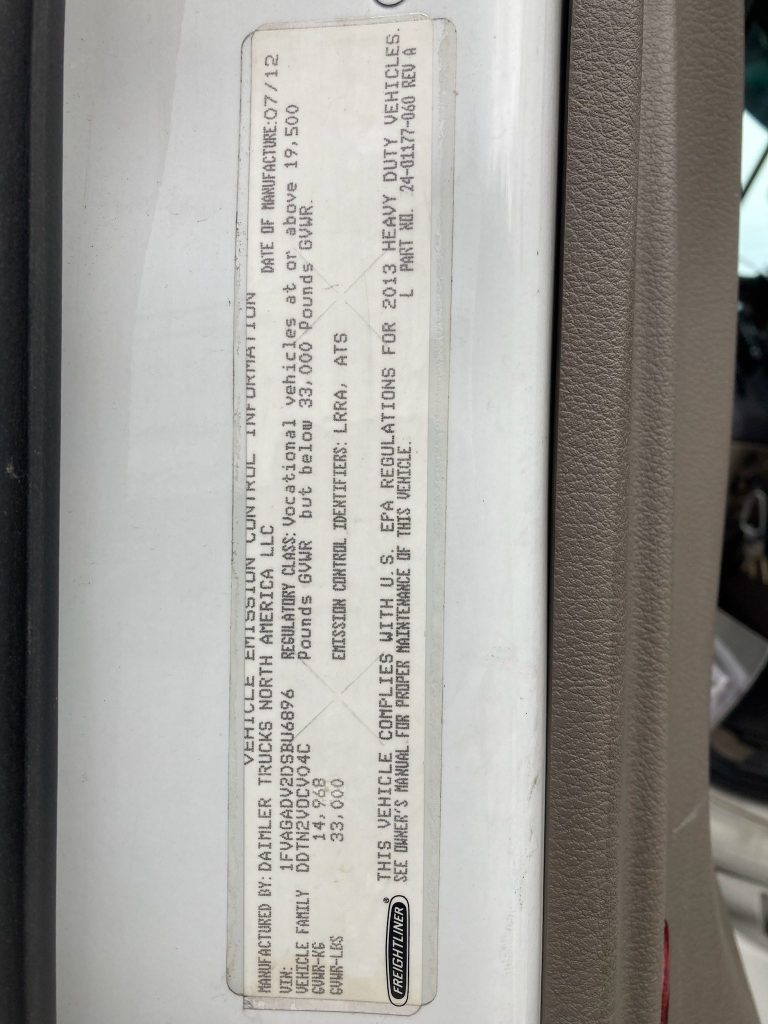 VEHICLE EMISSION CONTROL INFORMATION
MANUFACTURED BY: DAIMLER TRUCKS NORTH AMERICA LLC DATE OF MANUFACTURE: 07/12
VIN: 1FVAGADV2DSBU6896 REGULATORY CLASS: Vocational vehicles at or above 19,500
VEHICLE FAMILY DDTN2VOCV04C Pounds GVWR but below 33,000 Pounds GVWR.
GVWR-KG 14,968
GVWR-LBS 33,000 EMISSION CONTROL IDENTIFIERS: LRRA, ATS
THIS VEHICLE COMPLIES WITH U.S. EPA REGULATIONS FOR 2013 HEAVY DUTY VEHICLES.
SEE OWNER'S MANUAL FOR PROPER MAINTENANCE OF THIS VEHICLE. L PART NO. 24-01177-060 REV A
FREIGHTLINER®